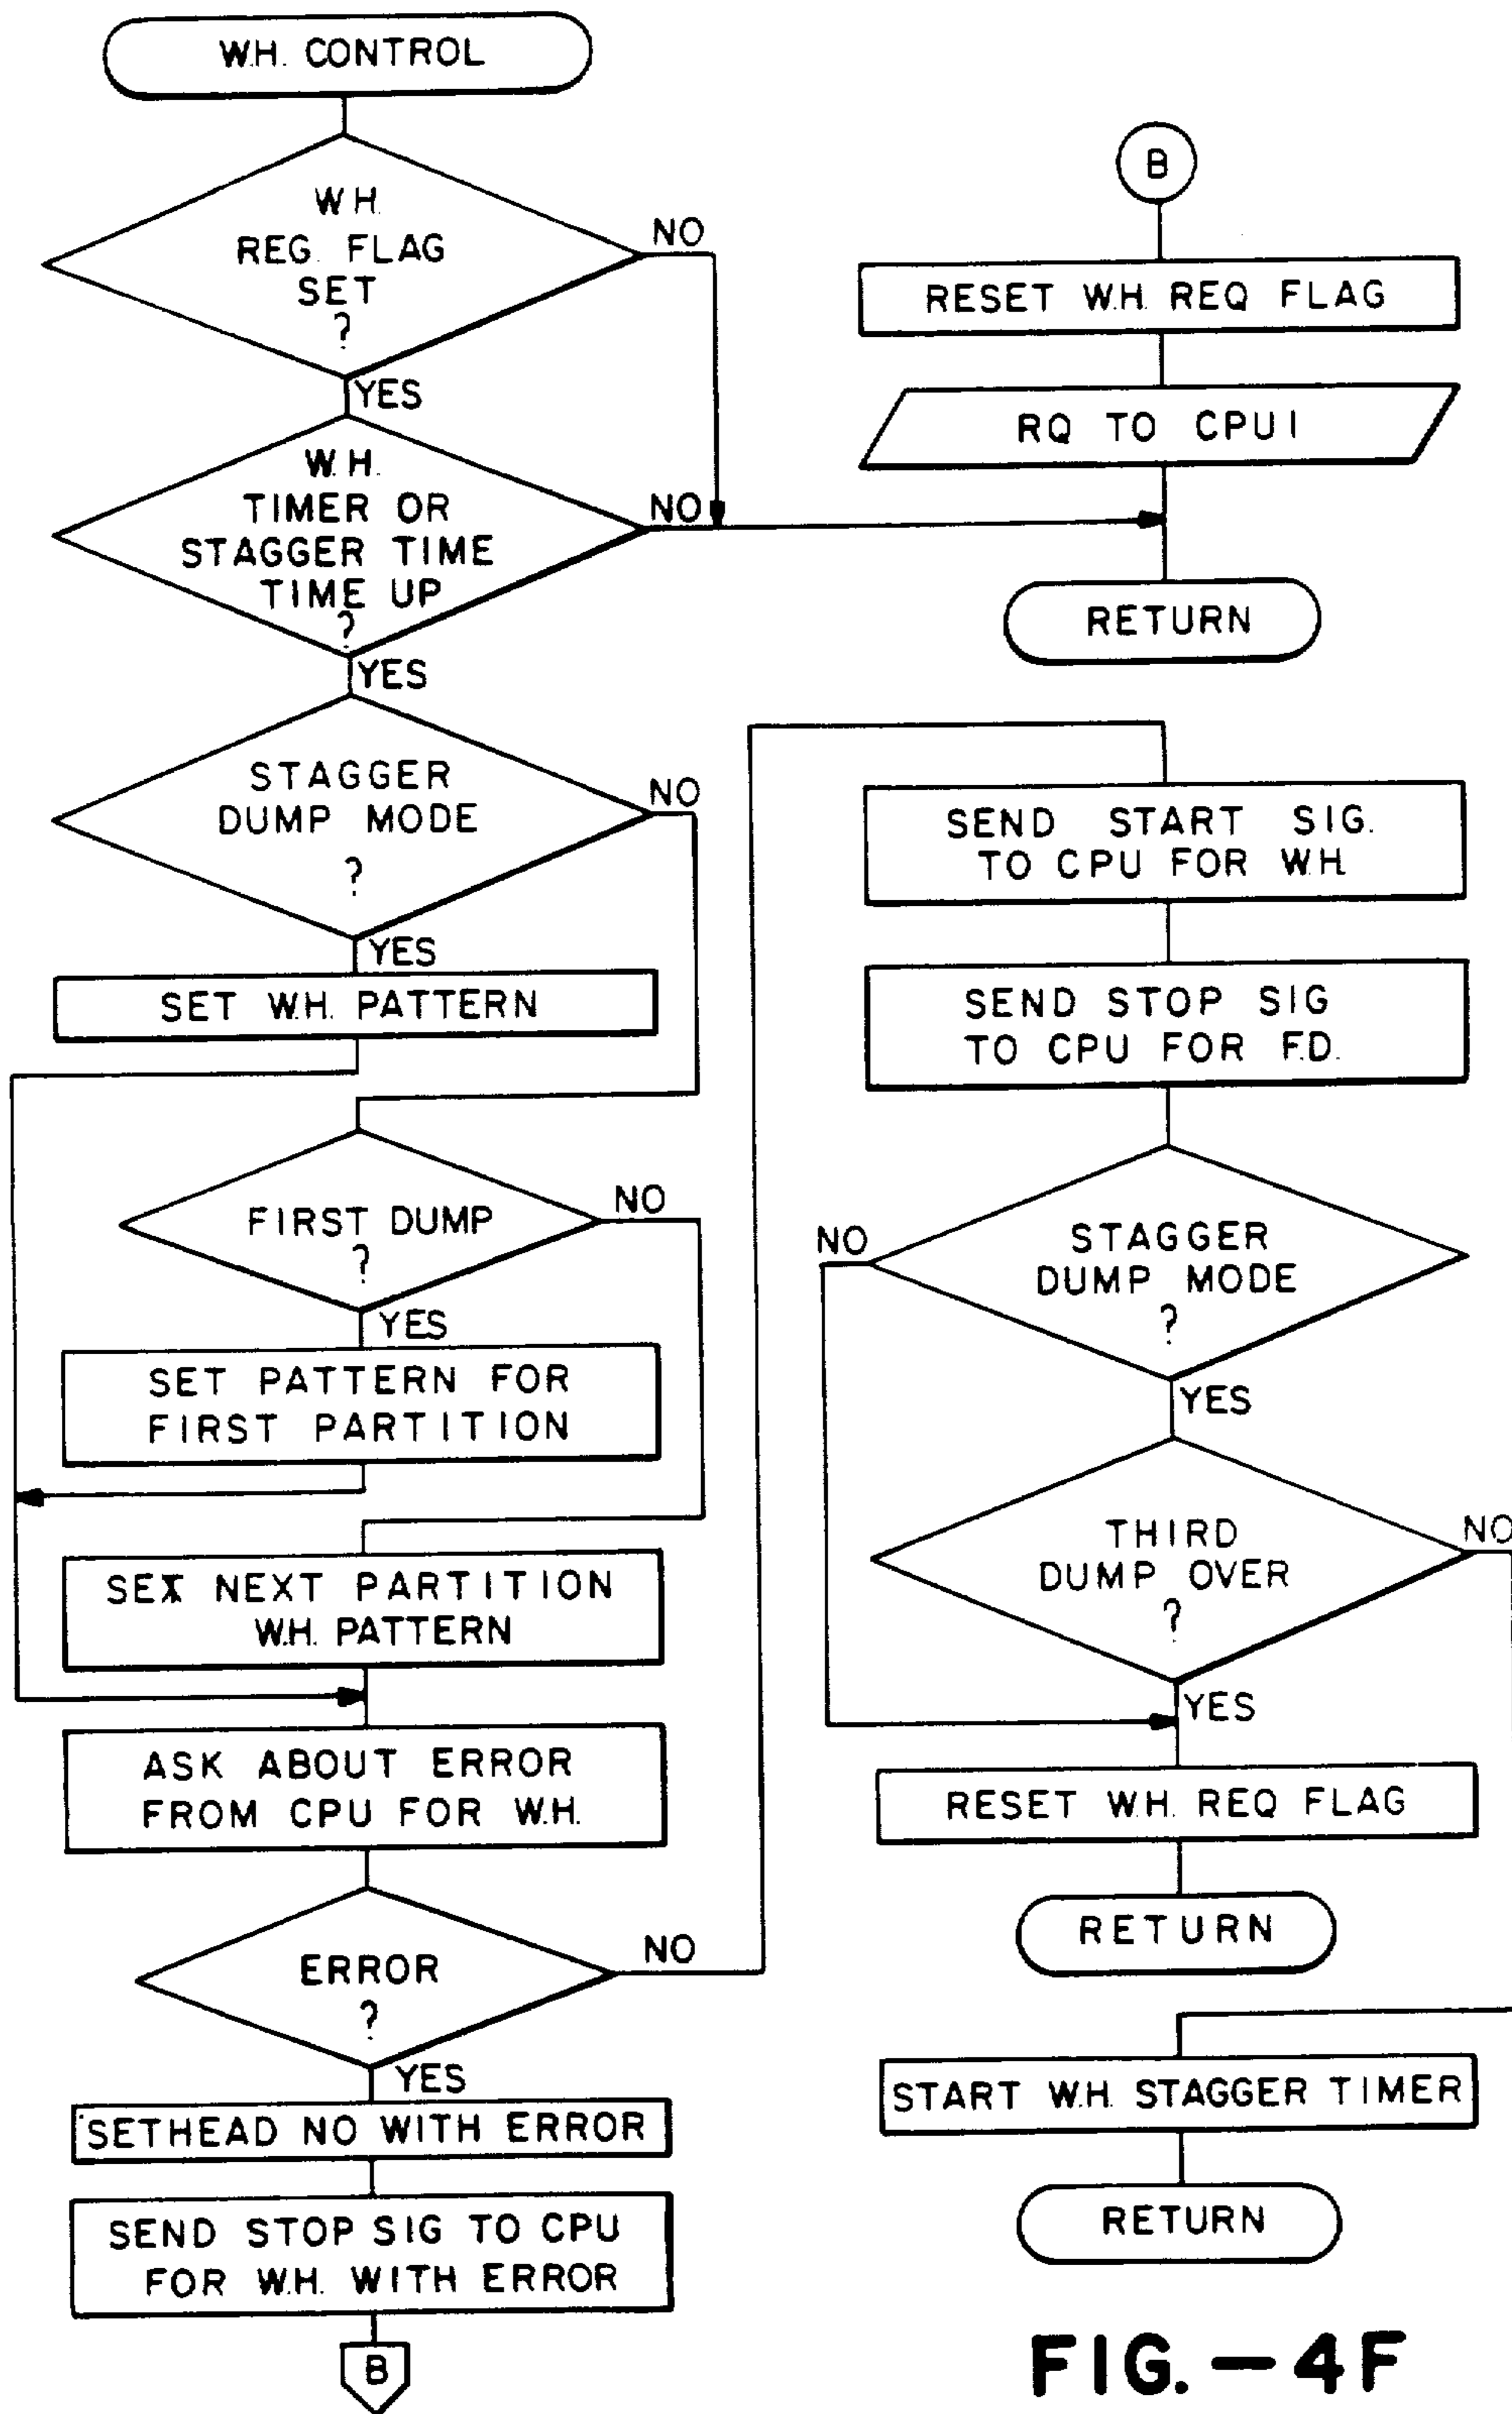 W.H. CONTROL
W.H.
REG. FLAG
SET
?
NO
YES
W.H.
TIMER OR
STAGGER TIME
TIME UP
?
NO
YES
STAGGER
DUMP MODE
?
NO
YES
SET W.H. PATTERN
FIRST DUMP
?
NO
YES
SET PATTERN FOR
FIRST PARTITION
SET NEXT PARTITION
W.H. PATTERN
ASK ABOUT ERROR
FROM CPU FOR W.H.
ERROR
?
NO
YES
SETHEAD NO WITH ERROR
SEND STOP SIG TO CPU
FOR W.H. WITH ERROR
B
B
RESET W.H. REQ FLAG
RQ TO CPU I
RETURN
SEND START SIG.
TO CPU FOR W.H.
SEND STOP SIG
TO CPU FOR F.D.
STAGGER
DUMP MODE
?
NO
YES
THIRD
DUMP OVER
?
NO
YES
RESET W.H. REQ FLAG
RETURN
START W.H. STAGGER TIMER
RETURN
FIG.—4F